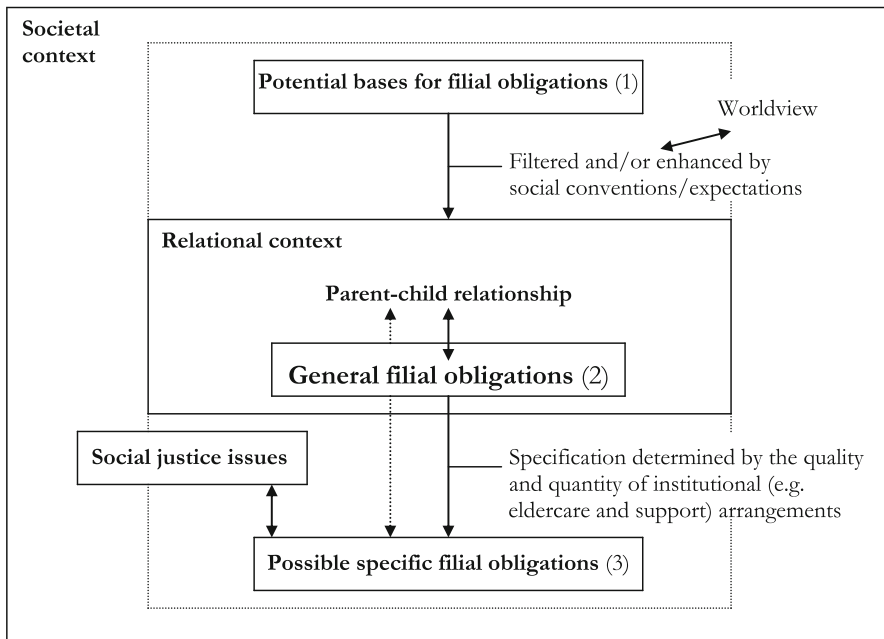 Societal
context
Potential bases for filial obligations (1)
Worldview
Filtered and/or enhanced by
social conventions/expectations
Relational context
Parent-child relationship
General filial obligations (2)
Social justice issues
Specification determined by the quality
and quantity of institutional (e.g.
eldercare and support) arrangements
Possible specific filial obligations (3)